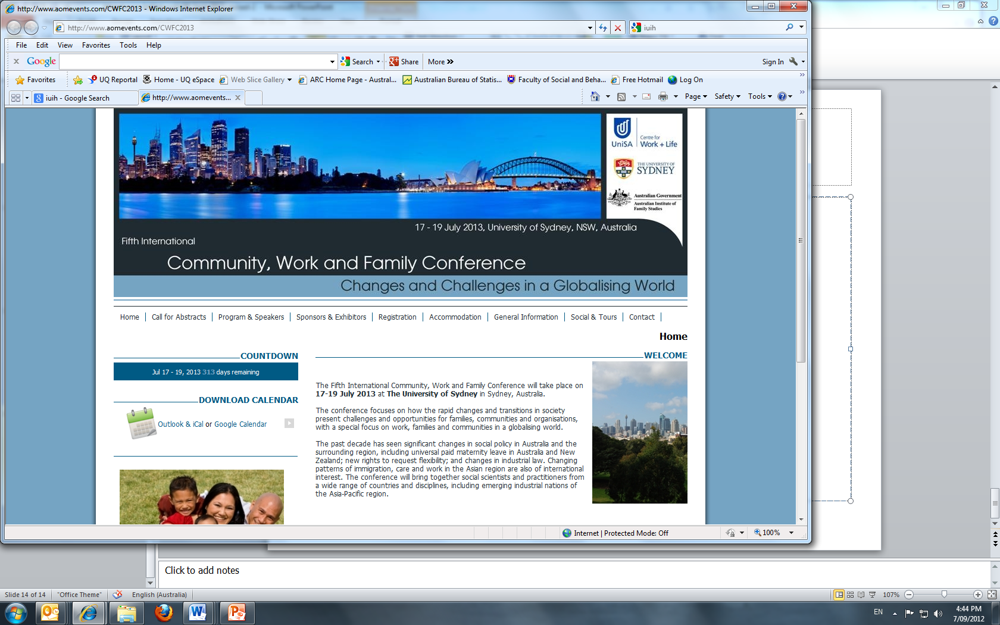 http://www.aomevents.com/CWFC2013 - Windows Internet Explorer
http://www.aomevents.com/CWFC2013
iuih
File Edit View Favorites Tools Help
x Google Search Share More Sign In
Favorites UQ Reportal Home - UQ eSpace Web Slice Gallery ARC Home Page - Austral... Australian Bureau of Statis... Faculty of Social and Beha... Free Hotmail Log On
iuih - Google Search http://www.aomevents... Page Safety Tools
UniSA Centre for Work + Life
THE UNIVERSITY OF
SYDNEY
Australian Government
Australian Institute of
Family Studies
17 - 19 July 2013, University of Sydney, NSW, Australia
Fifth International
Community, Work and Family Conference
Changes and Challenges in a Globalising World
Home Call for Abstracts Program & Speakers Sponsors & Exhibitors Registration Accommodation General Information Social & Tours Contact
Home
COUNTDOWN
Jul 17 - 19, 2013 313 days remaining
DOWNLOAD CALENDAR
Outlook & iCal or Google Calendar
WELCOME
The Fifth International Community, Work and Family Conference will take place on
17-19 July 2013 at The University of Sydney in Sydney, Australia.
The conference focuses on how the rapid changes and transitions in society
present challenges and opportunities for families, communities and organisations,
with a special focus on work, families and communities in a globalising world.
The past decade has seen significant changes in social policy in Australia and the
surrounding region, including universal paid maternity leave in Australia and New
Zealand; new rights to request flexibility; and changes in industrial law. Changing
patterns of immigration, care and work in the Asian region are also of international
interest. The conference will bring together social scientists and practitioners from
a wide range of countries and disciplines, including emerging industrial nations of
the Asia-Pacific region.
Internet | Protected Mode: Off 100%
Click to add notes
Slide 14 of 14 "Office Theme" English (Australia) 107%
EN 4:44 PM
7/09/2012